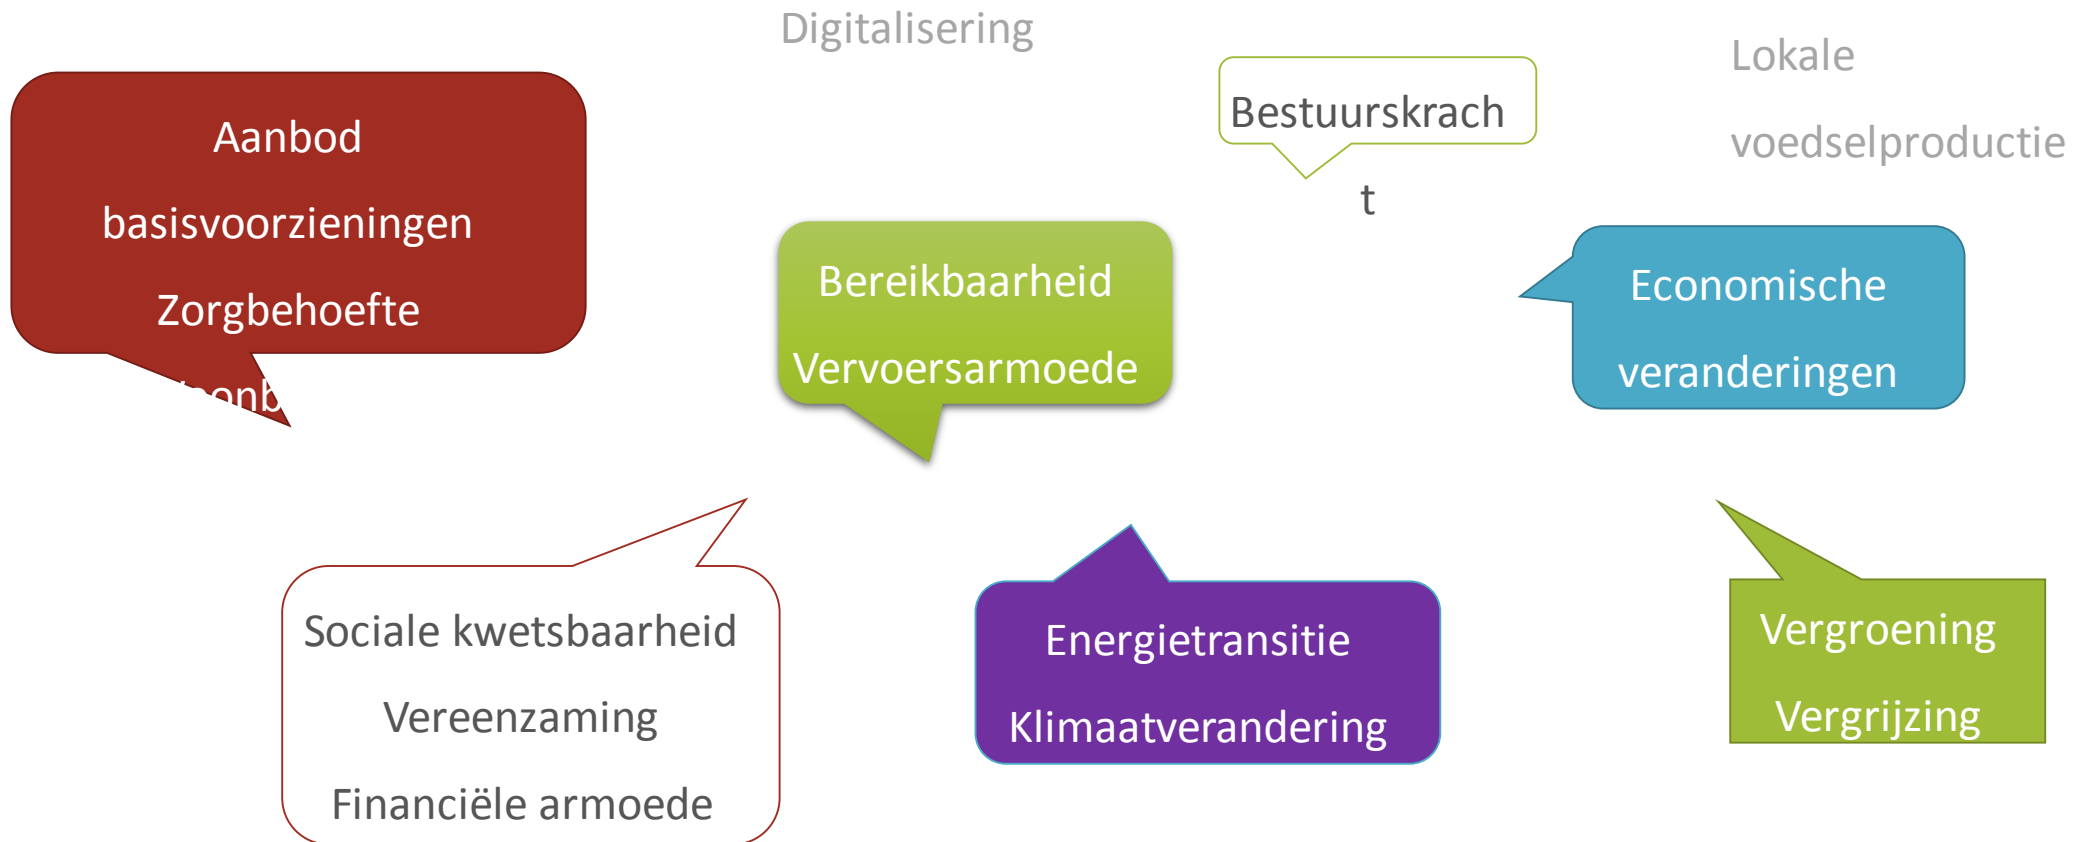 Digitalisering
Lokale
voedselproductie
Bestuurskrach
t
Aanbod
basisvoorzieningen
Zorgbehoefte
Bereikbaarheid
Vervoersarmoede
Economische
veranderingen
Sociale kwetsbaarheid
Vereenzaming
Financiële armoede
Energietransitie
Klimaatverandering
Vergroening
Vergrijzing